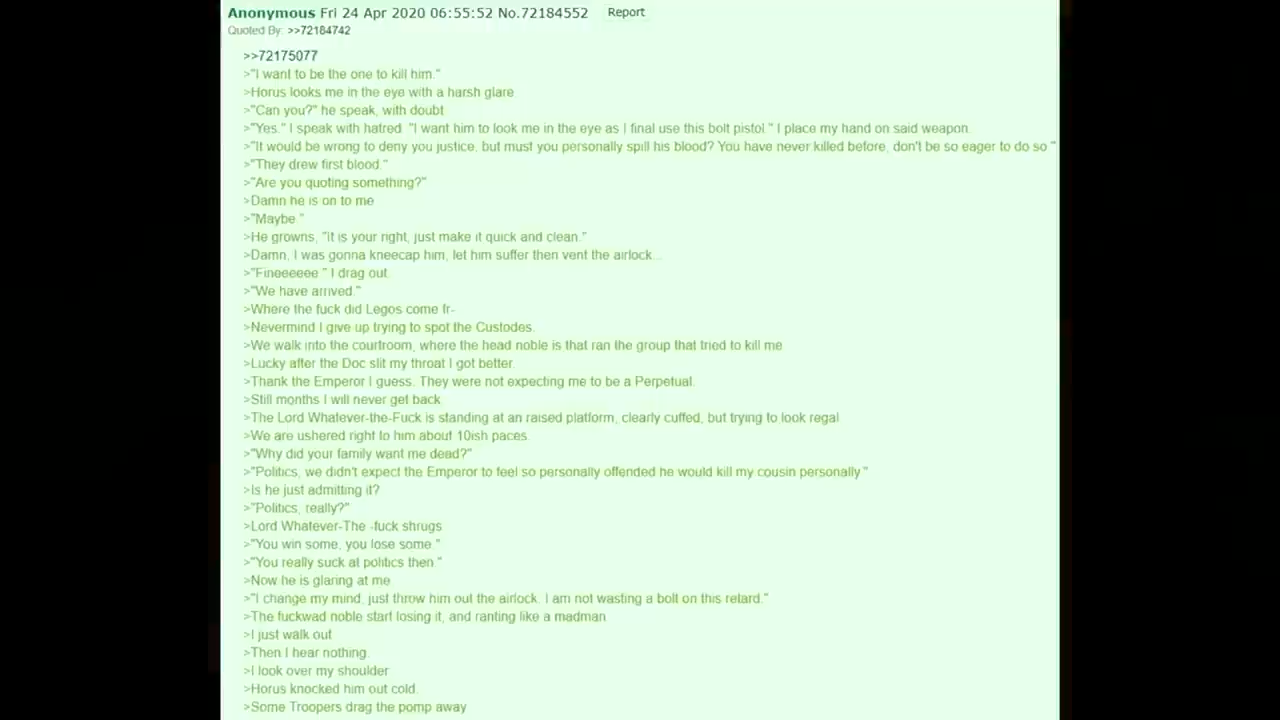 Anonymous Fri 24 Apr 2020 06:55:52 No.72184552 Report
Quoted By: >>72184742
>>72175077
>"I want to be the one to kill him."
>Horus looks me in the eye with a harsh glare
>"Can you?" he speak, with doubt
>"Yes." I speak with hatred. "I want him to look me in the eye as I final use this bolt pistol." I place my hand on said weapon.
>"It would be wrong to deny you justice, but must you personally spill his blood? You have never killed before, don't be so eager to do so."
>"They drew first blood."
>"Are you quoting something?"
>Damn he is on to me
>"Maybe."
>He growns, "It is your right, just make it quick and clean."
>Damn, I was gonna kneecap him, let him suffer then vent the airlock...
>"Fineeeeee." I drag out.
>"We have arrived."
>Where the fuck did Legos come fr-
>Nevermind I give up trying to spot the Custodes.
>We walk into the courtroom, where the head noble is that ran the group that tried to kill me
>Lucky after the Doc slit my throat I got better.
>Thank the Emperor I guess. They were not expecting me to be a Perpetual.
>Still months I will never get back
>The Lord Whatever-the-Fuck is standing at an raised platform, clearly cuffed, but trying to look regal
>We are ushered right to him about 10ish paces.
>"Why did your family want me dead?"
>"Politics, we didn't expect the Emperor to feel so personally offended he would kill my cousin personally."
>Is he just admitting it?
>"Politics, really?"
>Lord Whatever-The -fuck shrugs
>"You win some, you lose some."
>"You really suck at politics then."
>Now he is glaring at me
>"I change my mind, just throw him out the airlock. I am not wasting a bolt on this retard."
>The fuckwad noble start losing it, and ranting like a madman
>I just walk out
>Then I hear nothing.
>I look over my shoulder
>Horus knocked him out cold.
>Some Troopers drag the pomp away